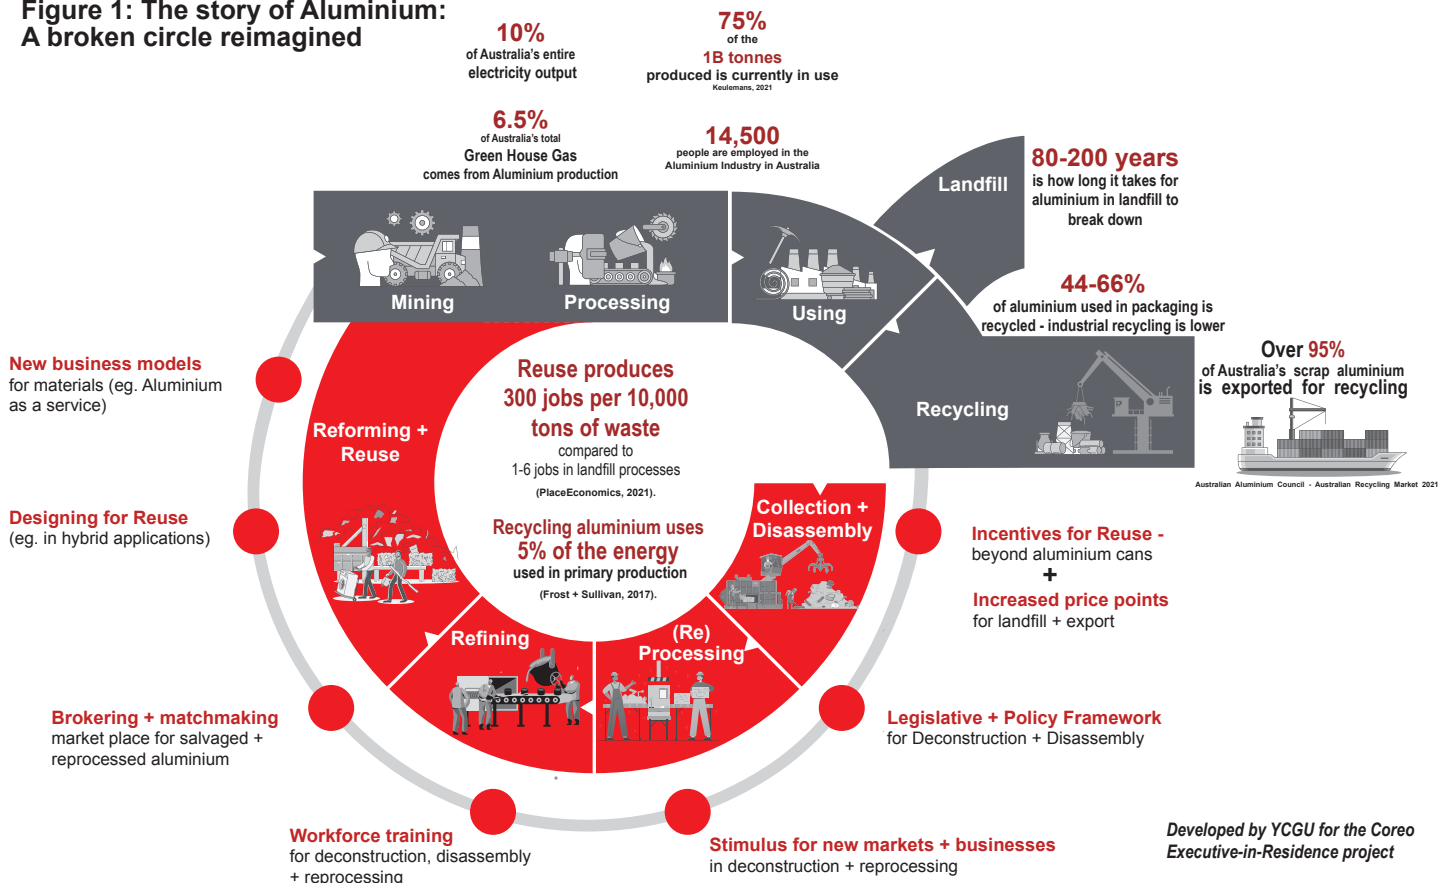 Figure 1: The story of Aluminium:
A broken circle reimagined
10%
of Australia's entire
electricity output
75%
of the
1B tonnes
produced is currently in use
Keulemans, 2021
6.5%
of Australia's total
Green House Gas
comes from Aluminium production
14,500
people are employed in the
Aluminium Industry in Australia
Landfill
80-200 years
is how long it takes for
aluminium in landfill to
break down
Mining
Processing
Using
44-66%
of aluminium used in packaging is
recycled - industrial recycling is lower
Recycling
Over 95%
of Australia's scrap aluminium
is exported for recycling
Australian Aluminium Council - Australian Recycling Market 2021
New business models
for materials (eg. Aluminium
as a service)
Reforming +
Reuse
Reuse produces
300 jobs per 10,000
tons of waste
compared to
1-6 jobs in landfill processes
(PlaceEconomics, 2021).
Recycling aluminium uses
5% of the energy
used in primary production
(Frost + Sullivan, 2017).
Collection +
Disassembly
Designing for Reuse
(eg. in hybrid applications)
Incentives for Reuse -
beyond aluminium cans
+
Increased price points
for landfill + export
Refining
(Re)
Processing
Brokering + matchmaking
market place for salvaged +
reprocessed aluminium
Legislative + Policy Framework
for Deconstruction + Disassembly
Workforce training
for deconstruction, disassembly
+ reprocessing
Stimulus for new markets + businesses
in deconstruction + reprocessing
Developed by YCGU for the Coreo
Executive-in-Residence project